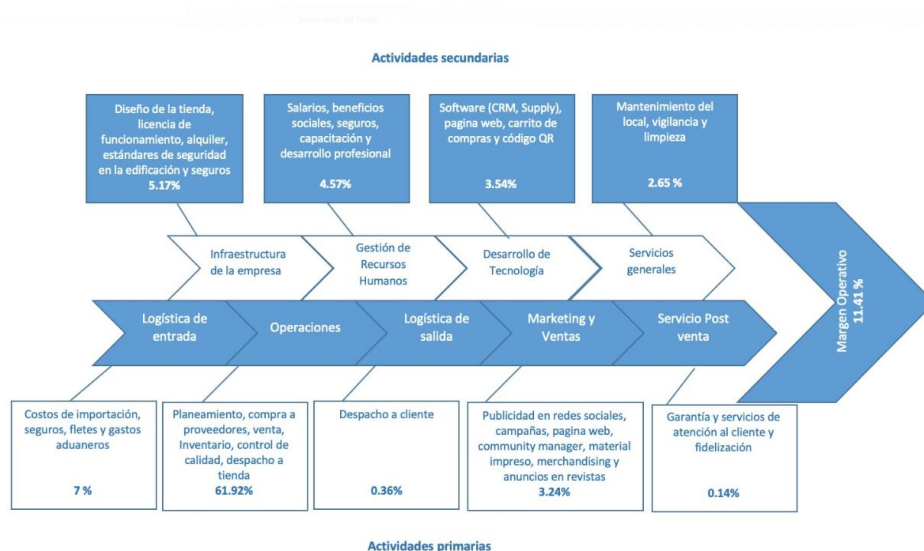 Actividades secundarias
Diseño de la tienda,
licencia de
funcionamiento, alquiler,
estándares de seguridad
en la edificación y seguros
5.17%
Salarios, beneficios
sociales, seguros,
capacitación y
desarrollo profesional
4.57%
Software (CRM, Supply),
pagina web, carrito de
compras y código QR
3.54%
Mantenimiento del
local, vigilancia y
limpieza
2.65 %
Infraestructura
de la empresa
Gestión de
Recursos
Humanos
Desarrollo de
Tecnología
Servicios
generales
Logística de
entrada
Operaciones
Logística de
salida
Marketing y
Ventas
Servicio Post
venta
Margen Operativo
11.41 %
Costos de importación,
seguros, fletes y gastos
aduaneros
7 %
Planeamiento, compra a
proveedores, venta,
Inventario, control de
calidad, despacho a
tienda
61.92%
Despacho a cliente
0.36%
Publicidad en redes sociales,
campañas, pagina web,
community manager, material
impreso, merchandising y
anuncios en revistas
3.24%
Garantía y servicios de
atención al cliente y
fidelización
0.14%
Actividades primarias